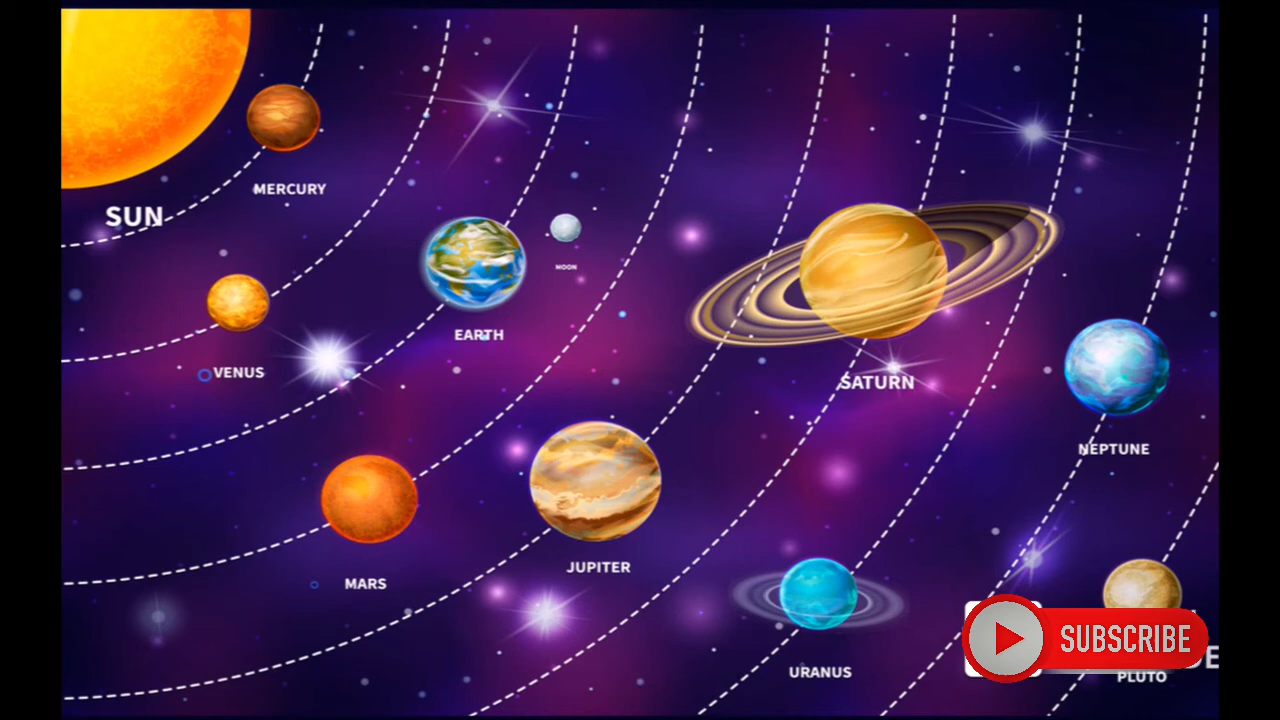 SUN
MERCURY
VENUS
EARTH
MOON
MARS
JUPITER
SATURN
URANUS
NEPTUNE
PLUTO
SUBSCRIBE